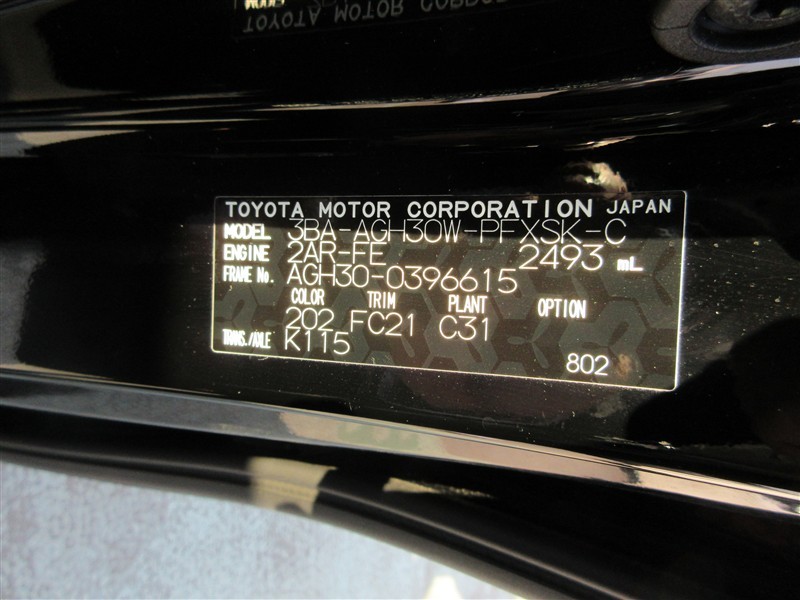 TOYOTA MOTOR CORPORATION JAPAN
MODEL 3BA-AGH30W-PFXSK-C
ENGINE 2AR-FE 2493 mL
FRAME No. AGH30-0396615
COLOR TRIM PLANT OPTION
202 FC21 C31
TRANS./AXLE K115
802